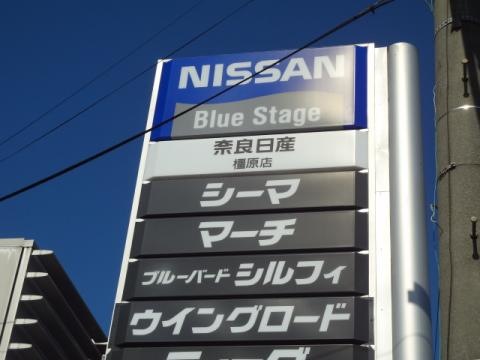 NISSAN
Blue Stage
奈良日産
橿原店
シーマ
マーチ
ブルーバード シルフィ
ウイングロード